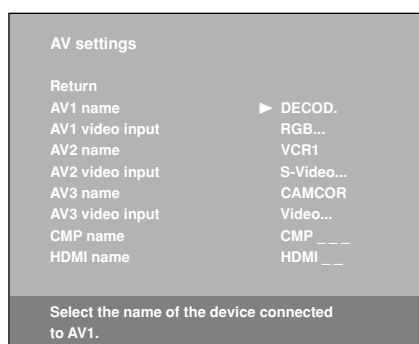 AV settings
Return
AV1 name ▶ DECOD.
AV1 video input RGB...
AV2 name VCR1
AV2 video input S-Video...
AV3 name CAMCOR
AV3 video input Video...
CMP name CMP _ _ _
HDMI name HDMI _ _
Select the name of the device connected
to AV1.